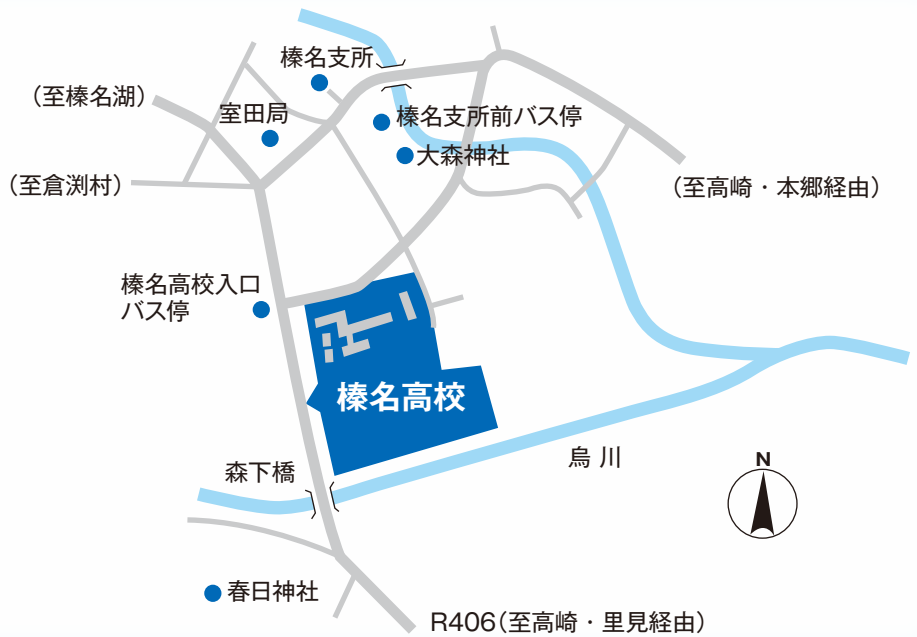 榛名支所
(至榛名湖)
室田局
榛名支所前バス停
大森神社
(至倉渕村)
(至高崎・本郷経由)
榛名高校入口
バス停
榛名高校
烏川
森下橋
N
春日神社
R406(至高崎・里見経由)